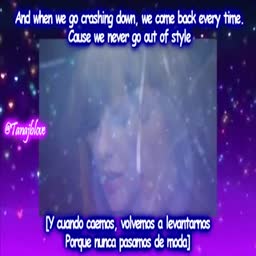 And when we go crashing down, we come back every time.
Cause we never go out of style
@Tanajblove
[Y cuando caemos, volvemos a levantarnos
Porque nunca pasamos de moda]